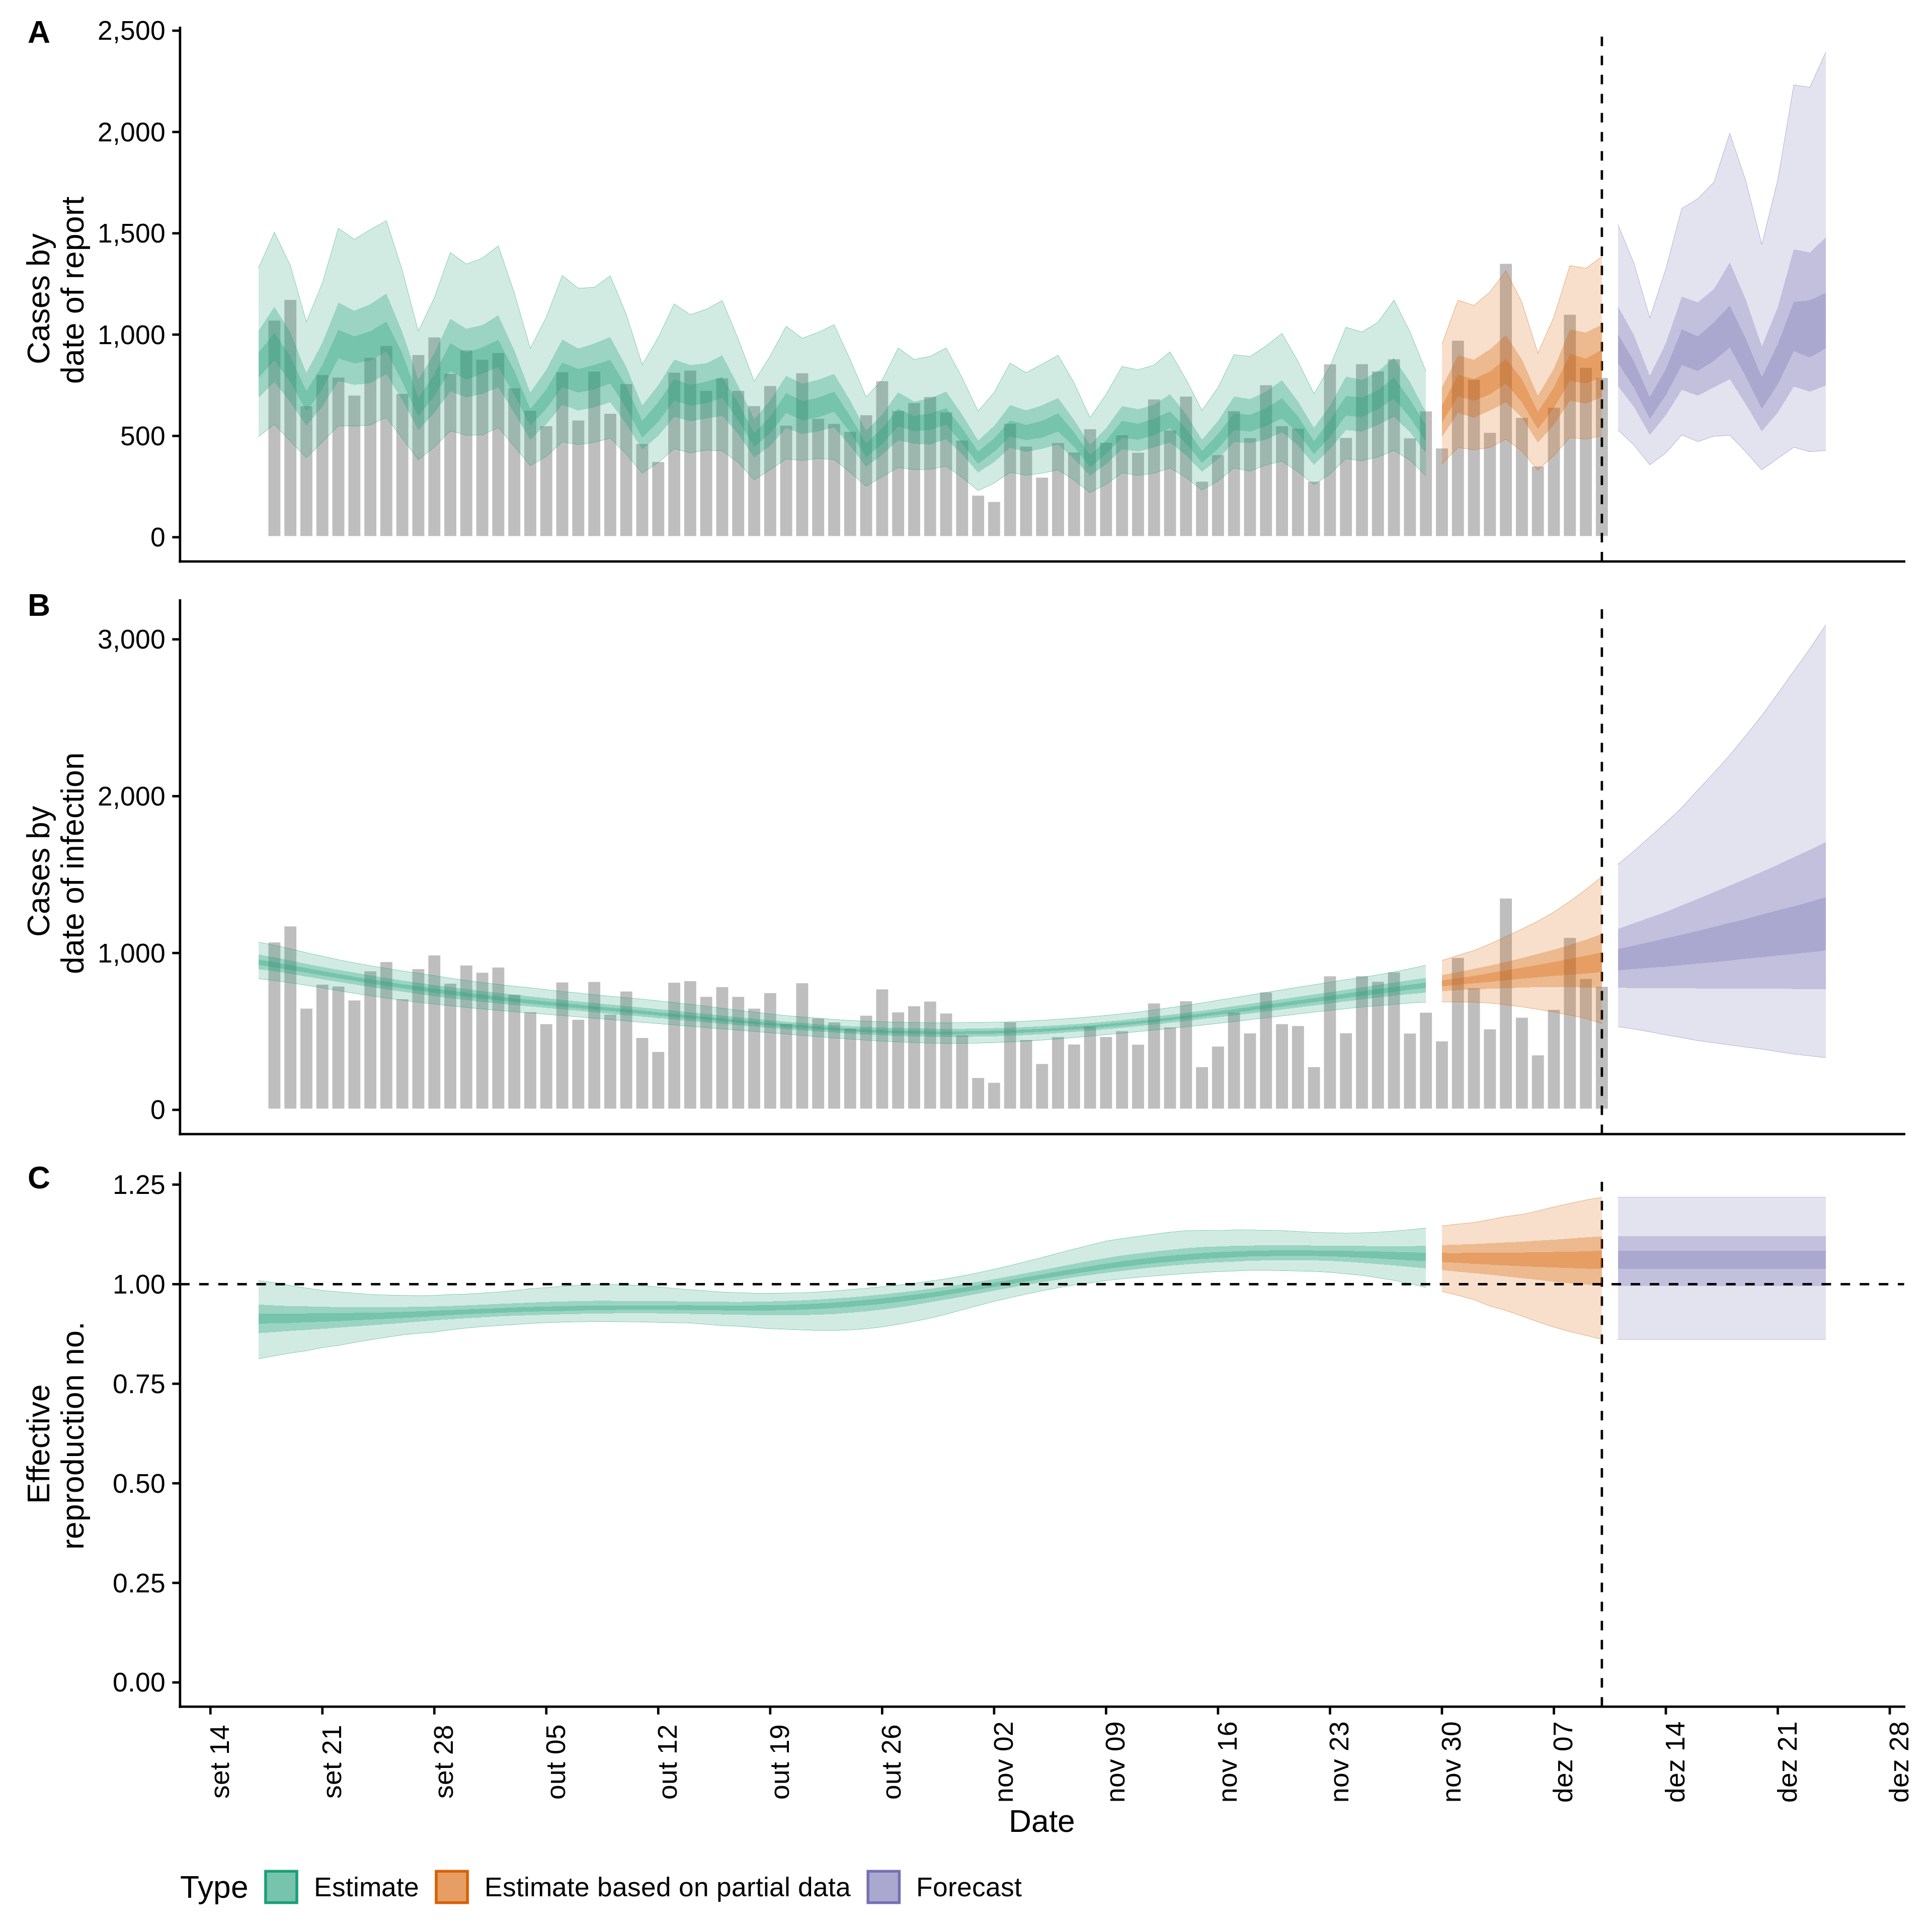 A
2,500
2,000
1,500
1,000
500
0
Cases by
date of report
B
3,000
2,000
1,000
0
Cases by
date of infection
C
1.25
1.00
0.75
0.50
0.25
0.00
Effective
reproduction no.
set 14
set 21
set 28
out 05
out 12
out 19
out 26
nov 02
nov 09
nov 16
nov 23
nov 30
dez 07
dez 14
dez 21
dez 28
Date
Type Estimate Estimate based on partial data Forecast